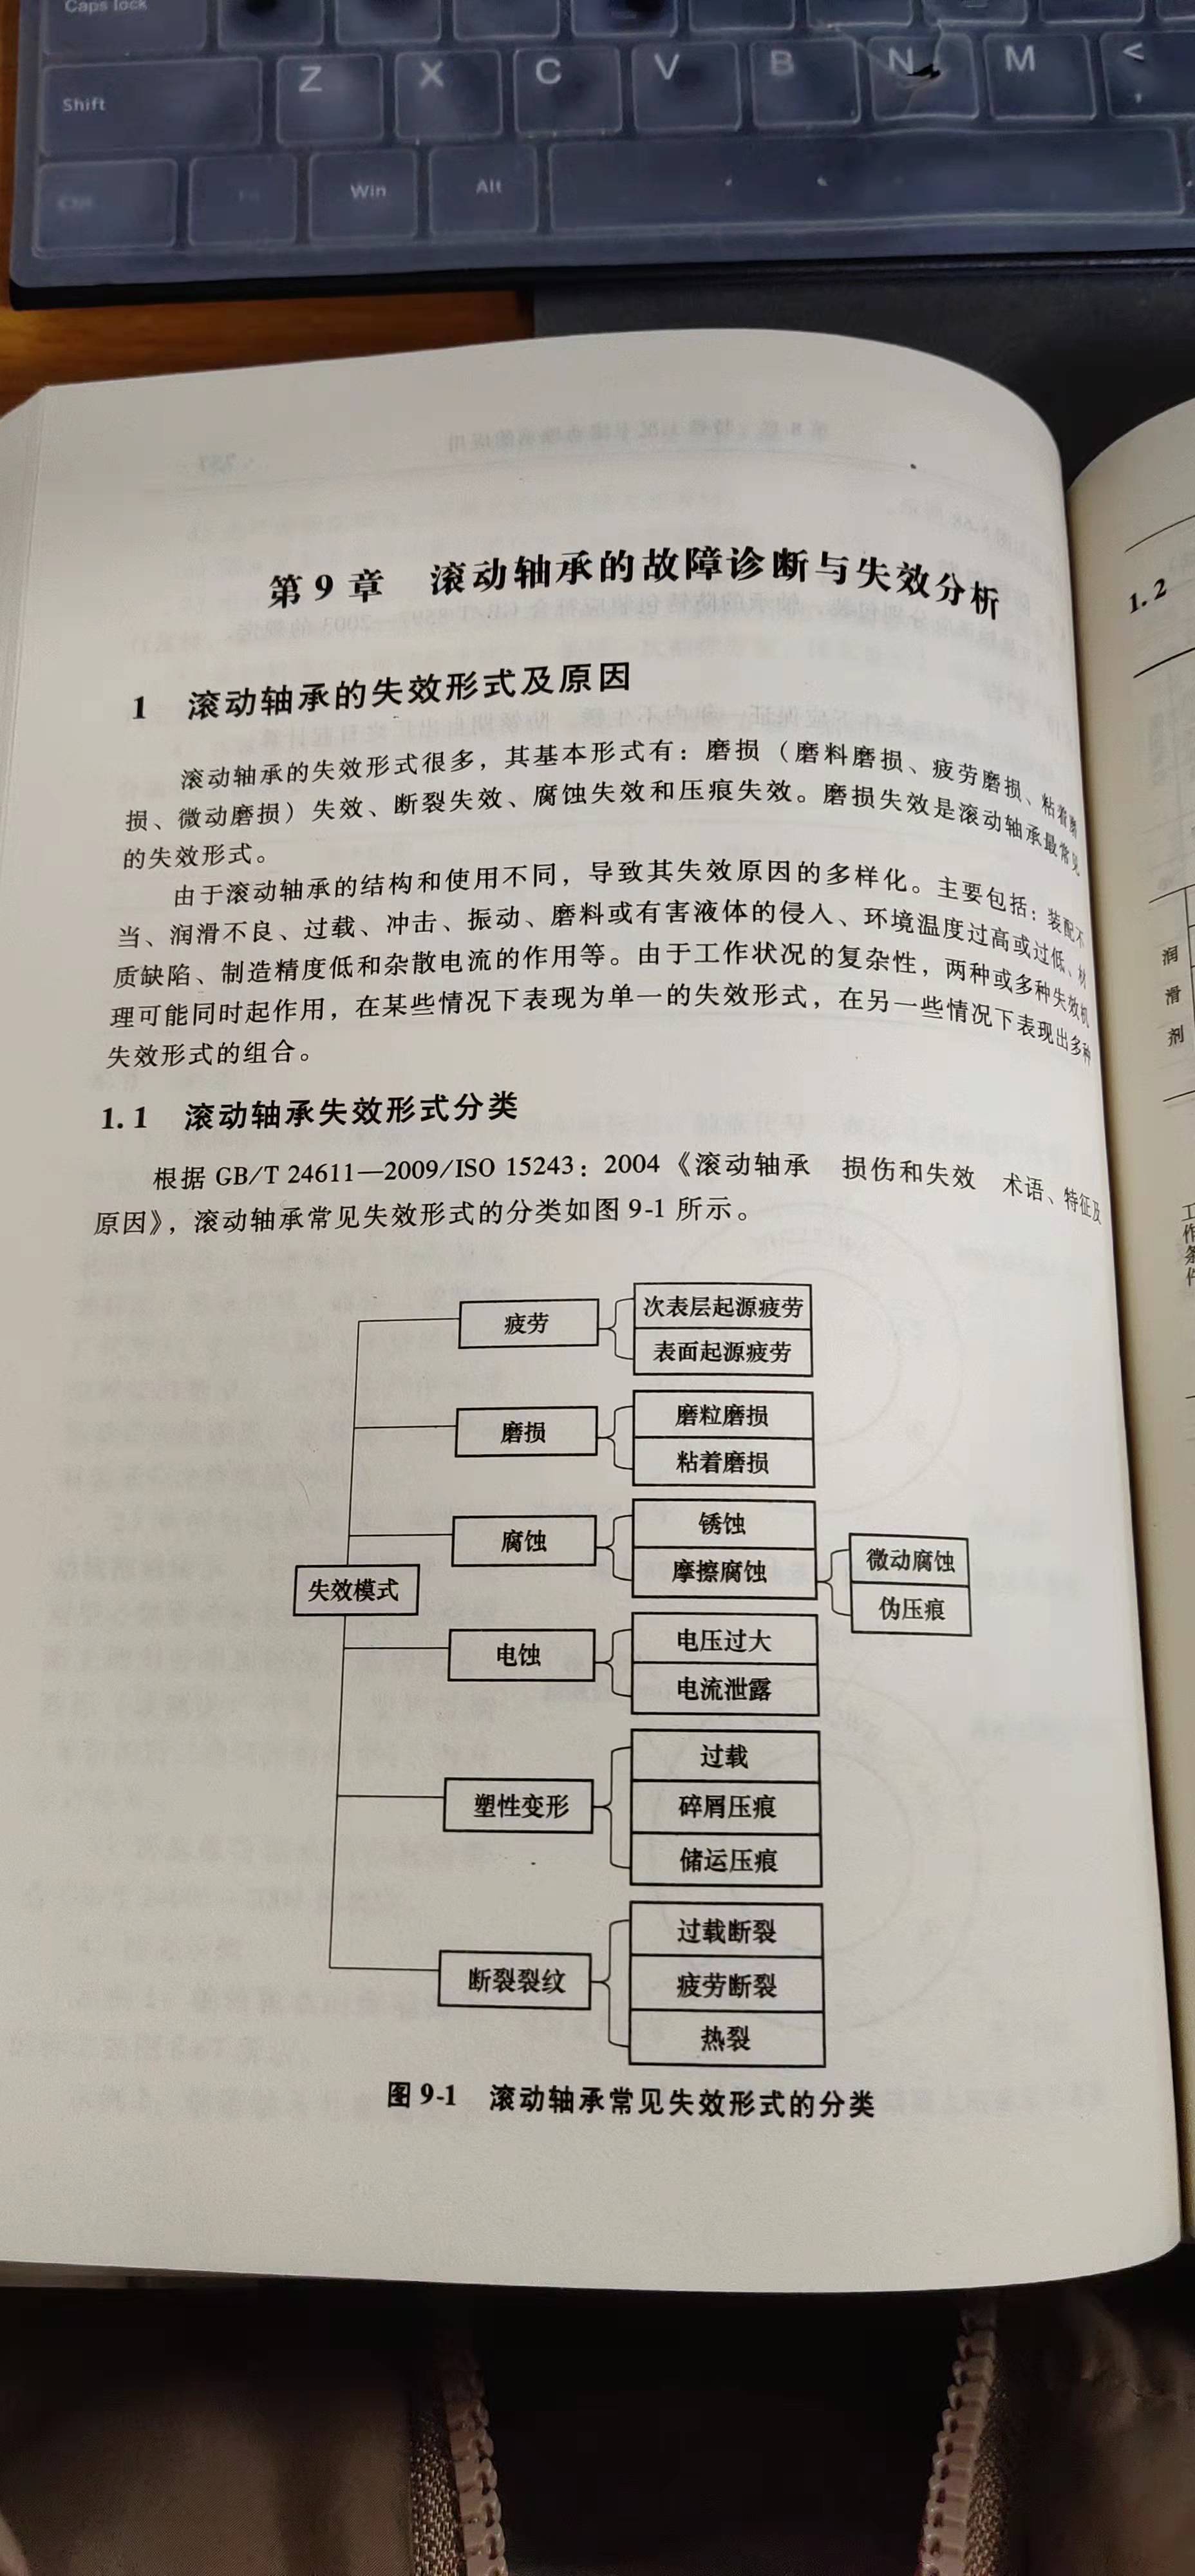 Caps lock
Shift
Z
X
C
V
B
N
M
<
,
Win
Alt
第9章 滚动轴承的故障诊断与失效分析
1 滚动轴承的失效形式及原因
滚动轴承的失效形式很多，其基本形式有：磨损（磨料磨损、疲劳磨损、粘着磨
损、微动磨损）失效、断裂失效、腐蚀失效和压痕失效。磨损失效是滚动轴承最常见
的失效形式。
由于滚动轴承的结构和使用不同，导致其失效原因的多样化。主要包括：装配不
当、润滑不良、过载、冲击、振动、磨料或有害液体的侵入、环境温度过高或过低、材
质缺陷、制造精度低和杂散电流的作用等。由于工作状况的复杂性，两种或多种失效机
理可能同时起作用，在某些情况下表现为单一的失效形式，在另一些情况下表现出多种
失效形式的组合。
1.1 滚动轴承失效形式分类
根据 GB/T 24611—2009/ISO 15243：2004《滚动轴承 损伤和失效 术语、特征及
原因》，滚动轴承常见失效形式的分类如图 9-1 所示。
失效模式
疲劳
次表层起源疲劳
表面起源疲劳
磨损
磨粒磨损
粘着磨损
腐蚀
锈蚀
摩擦腐蚀
微动腐蚀
伪压痕
电蚀
电压过大
电流泄露
塑性变形
过载
碎屑压痕
储运压痕
断裂裂纹
过载断裂
疲劳断裂
热裂
图 9-1 滚动轴承常见失效形式的分类
1.2
润
滑
剂
工
作
条
件